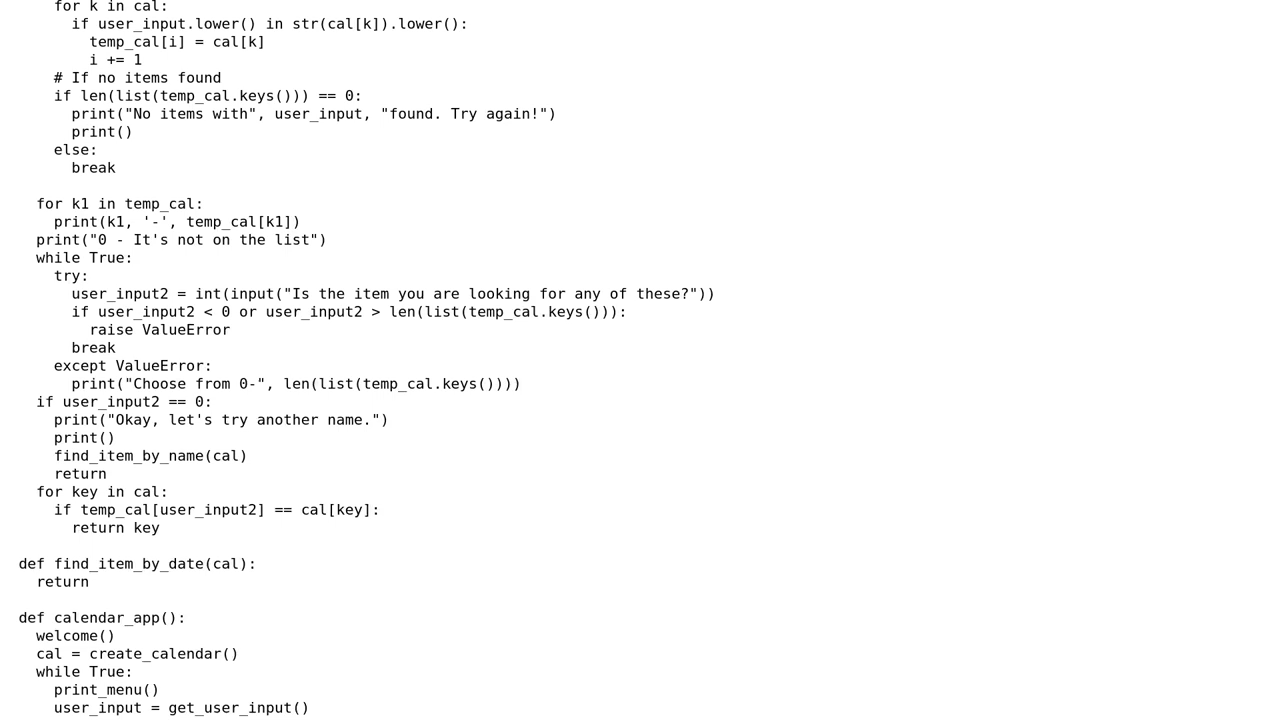 for k in cal:
if user_input.lower() in str(cal[k]).lower():
temp_cal[i] = cal[k]
i += 1
# If no items found
if len(list(temp_cal.keys())) == 0:
print("No items with", user_input, "found. Try again!")
print()
else:
break
for k1 in temp_cal:
print(k1, '-', temp_cal[k1])
print("0 - It's not on the list")
while True:
try:
user_input2 = int(input("Is the item you are looking for any of these?"))
if user_input2 < 0 or user_input2 > len(list(temp_cal.keys())):
raise ValueError
break
except ValueError:
print("Choose from 0-", len(list(temp_cal.keys())))
if user_input2 == 0:
print("Okay, let's try another name.")
print()
find_item_by_name(cal)
return
for key in cal:
if temp_cal[user_input2] == cal[key]:
return key
def find_item_by_date(cal):
return
def calendar_app():
welcome()
cal = create_calendar()
while True:
print_menu()
user_input = get_user_input()